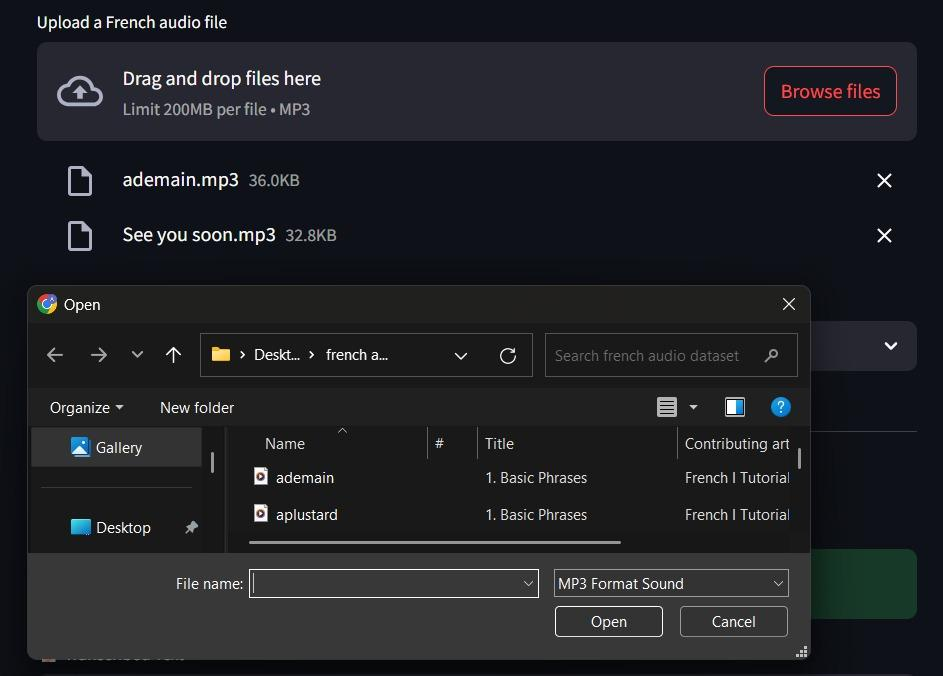 Upload a French audio file
Drag and drop files here
Limit 200MB per file • MP3
Browse files
ademain.mp3 36.0KB
See you soon.mp3 32.8KB
Open
Deskt... › french a...
Search french audio dataset
Organize
New folder
Gallery
Desktop
Name # Title Contributing art
ademain 1. Basic Phrases French I Tutorial
aplustard 1. Basic Phrases French I Tutorial
File name:
MP3 Format Sound
Open
Cancel